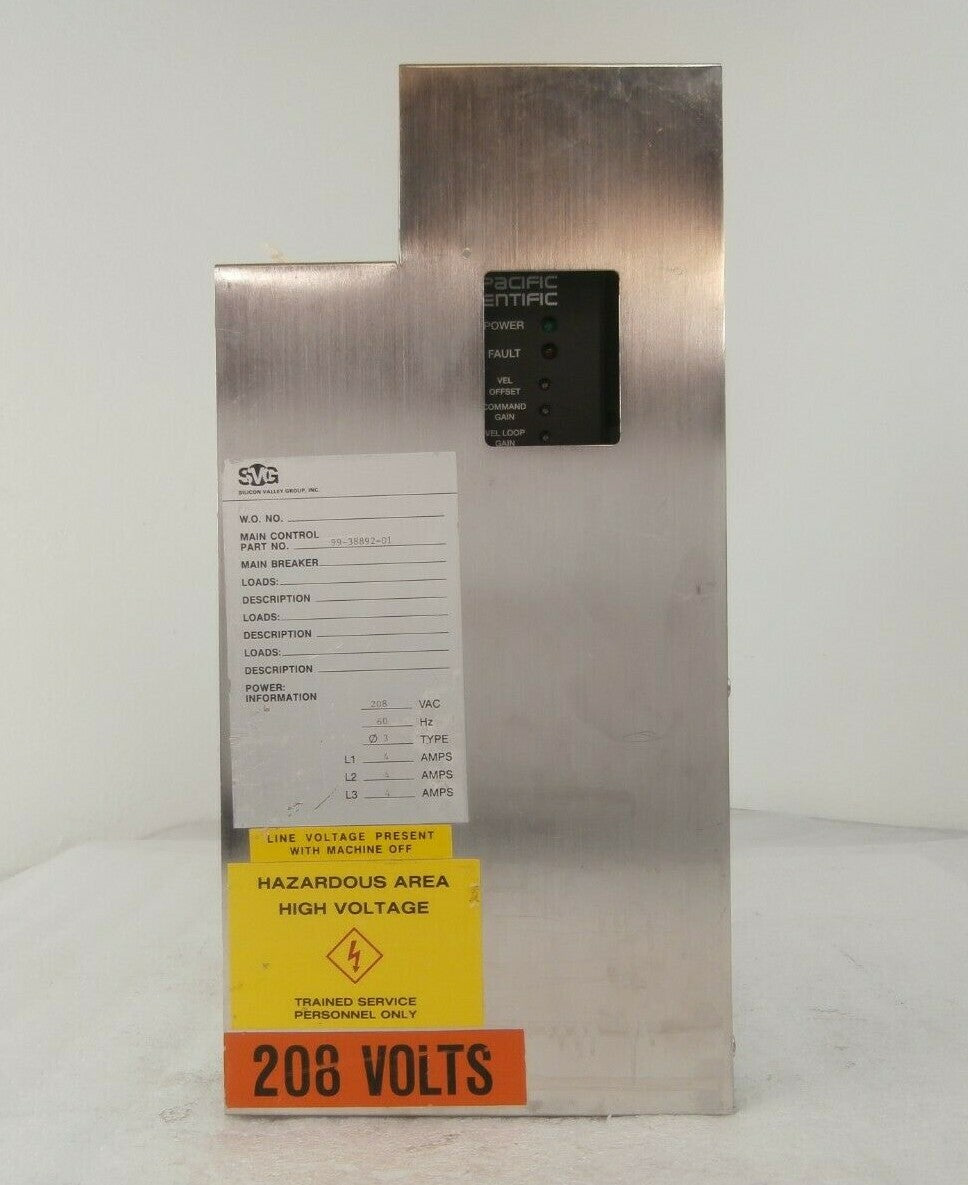 PACIFIC
ENTIFIC
POWER
FAULT
VEL
OFFSET
COMMAND
GAIN
VEL LOOP
GAIN
SVG
SILICON VALLEY GROUP, INC.
W.O. NO.
MAIN CONTROL
PART NO. 99-38892-01
MAIN BREAKER
LOADS:
DESCRIPTION
LOADS:
DESCRIPTION
LOADS:
DESCRIPTION
POWER:
INFORMATION
208 VAC
60 Hz
Ø 3 TYPE
L1 4 AMPS
L2 4 AMPS
L3 4 AMPS
LINE VOLTAGE PRESENT
WITH MACHINE OFF
HAZARDOUS AREA
HIGH VOLTAGE
TRAINED SERVICE
PERSONNEL ONLY
208 VOLTS